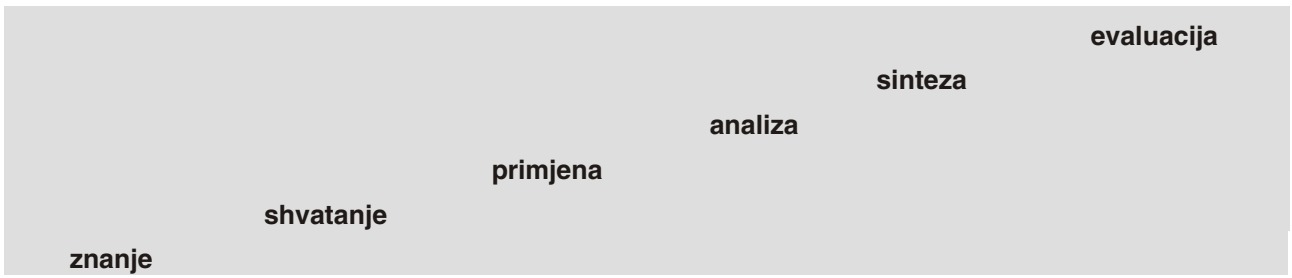 evaluacija
sinteza
analiza
primjena
shvatanje
znanje